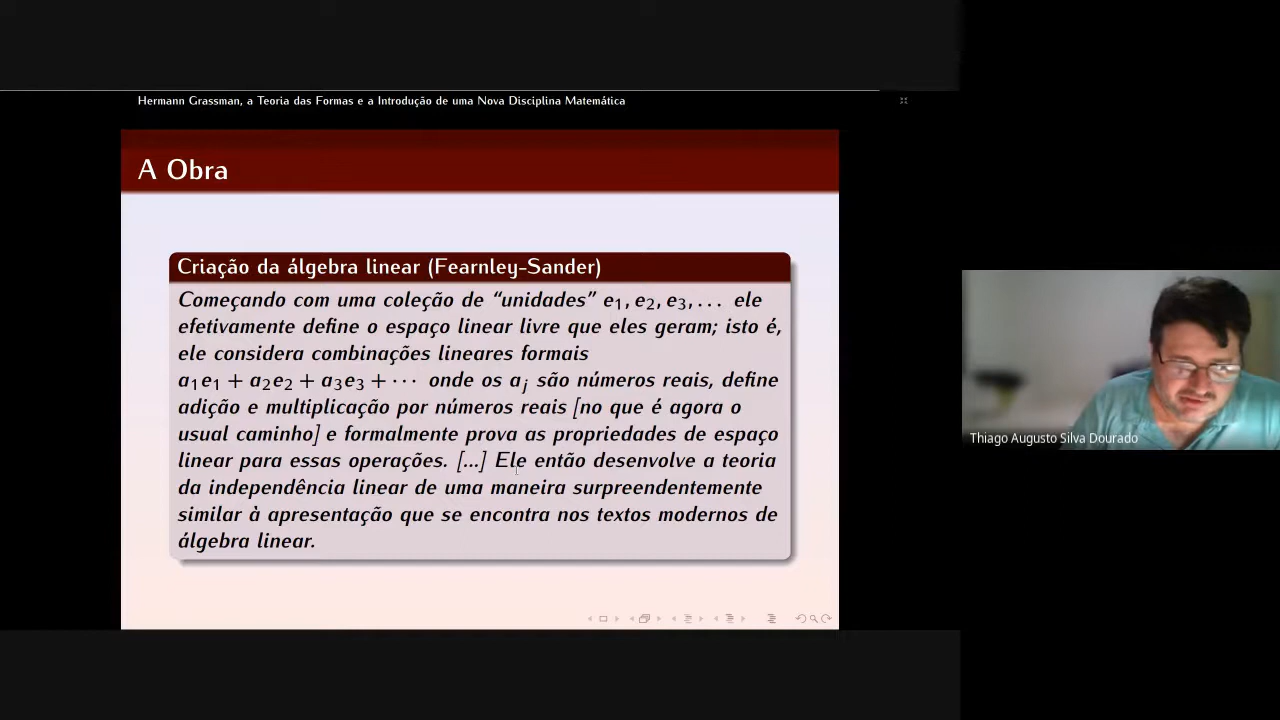 Hermann Grassman, a Teoria das Formas e a Introdução de uma Nova Disciplina Matemática
A Obra
Criação da álgebra linear (Fearnley-Sander)
Começando com uma coleção de “unidades” e₁, e₂, e₃, . . . ele
efetivamente define o espaço linear livre que eles geram; isto é,
ele considera combinações lineares formais
a₁e₁ + a₂e₂ + a₃e₃ + · · · onde os aⱼ são números reais, define
adição e multiplicação por números reais [no que é agora o
usual caminho] e formalmente prova as propriedades de espaço
linear para essas operações. [...] Ele então desenvolve a teoria
da independência linear de uma maneira surpreendentemente
similar à apresentação que se encontra nos textos modernos de
álgebra linear.
Thiago Augusto Silva Dourado